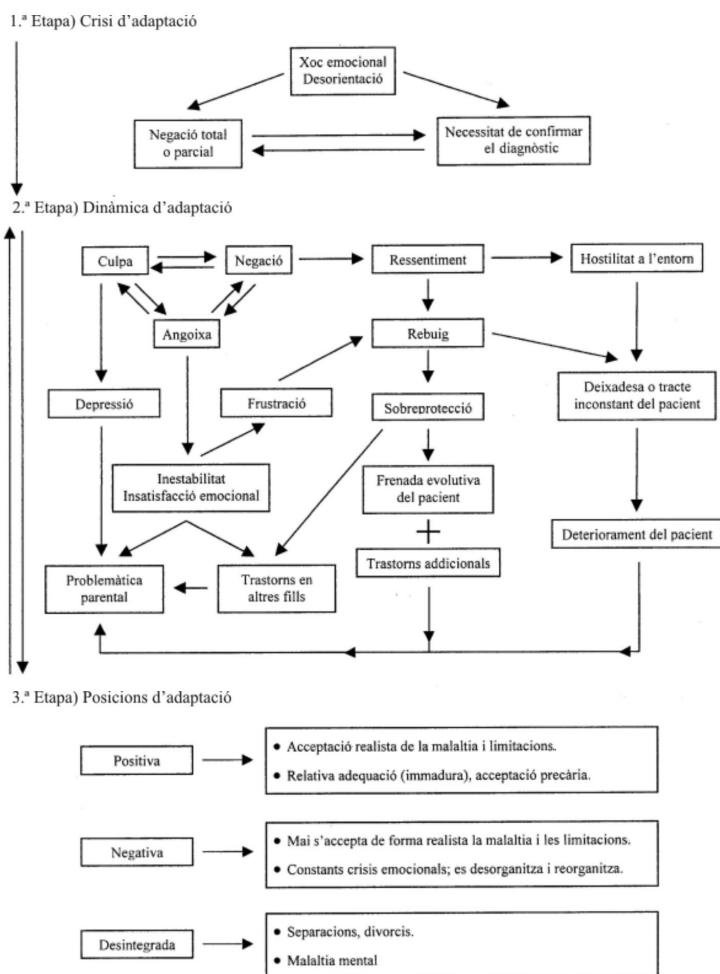 1.ª Etapa) Crisi d’adaptació
Xoc emocional
Desorientació
Negació total
o parcial
Necessitat de confirmar
el diagnòstic
2.ª Etapa) Dinàmica d’adaptació
Culpa
Negació
Ressentiment
Hostilitat a l’entorn
Angoixa
Rebuig
Depressió
Frustració
Sobreprotecció
Deixadesa o tracte
inconstant del pacient
Inestabilitat
Insatisfacció emocional
Frenada evolutiva
del pacient
+
Deteriorament del pacient
Trastorns addicionals
Problemàtica
parental
Trastorns en
altres fills
3.ª Etapa) Posicions d’adaptació
Positiva
• Acceptació realista de la malaltia i limitacions.
• Relativa adequació (immadura), acceptació precària.
Negativa
• Mai s’accepta de forma realista la malaltia i les limitacions.
• Constants crisis emocionals; es desorganitza i reorganitza.
Desintegrada
• Separacions, divorcis.
• Malaltia mental